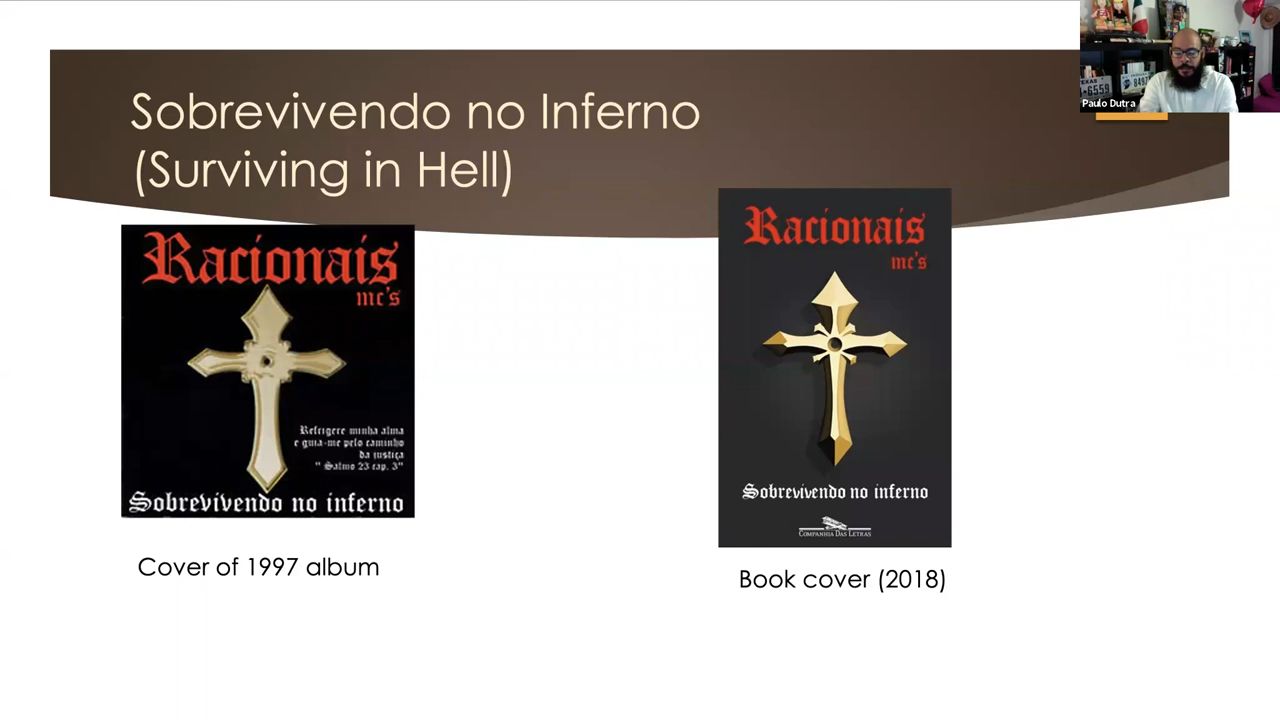 Sobrevivendo no Inferno
(Surviving in Hell)
Paulo Dutra
Racionais
mc's
Refrigere minha alma
e guia-me pelo caminho
da justiça
" Salmo 23 cap. 3"
Sobrevivendo no inferno
Cover of 1997 album
Racionais
mc's
Sobrevivendo no inferno
COMPANHIA DAS LETRAS
Book cover (2018)